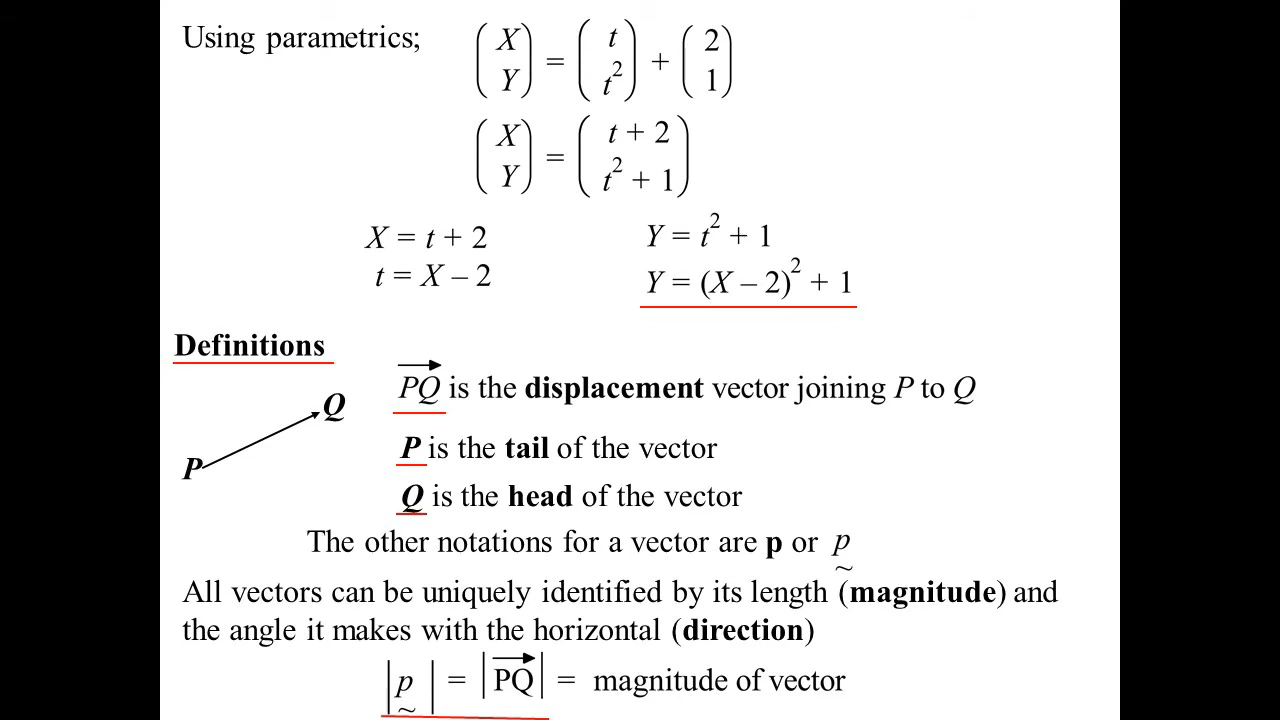 Using parametrics; (X Y) = (t t²) + (2 1)
(X Y) = (t + 2 t² + 1)
X = t + 2 Y = t² + 1
t = X – 2 Y = (X – 2)² + 1
Definitions
P Q
PQ is the displacement vector joining P to Q
P is the tail of the vector
Q is the head of the vector
The other notations for a vector are p or p
~
All vectors can be uniquely identified by its length (magnitude) and
the angle it makes with the horizontal (direction)
|p| = |PQ| = magnitude of vector
~